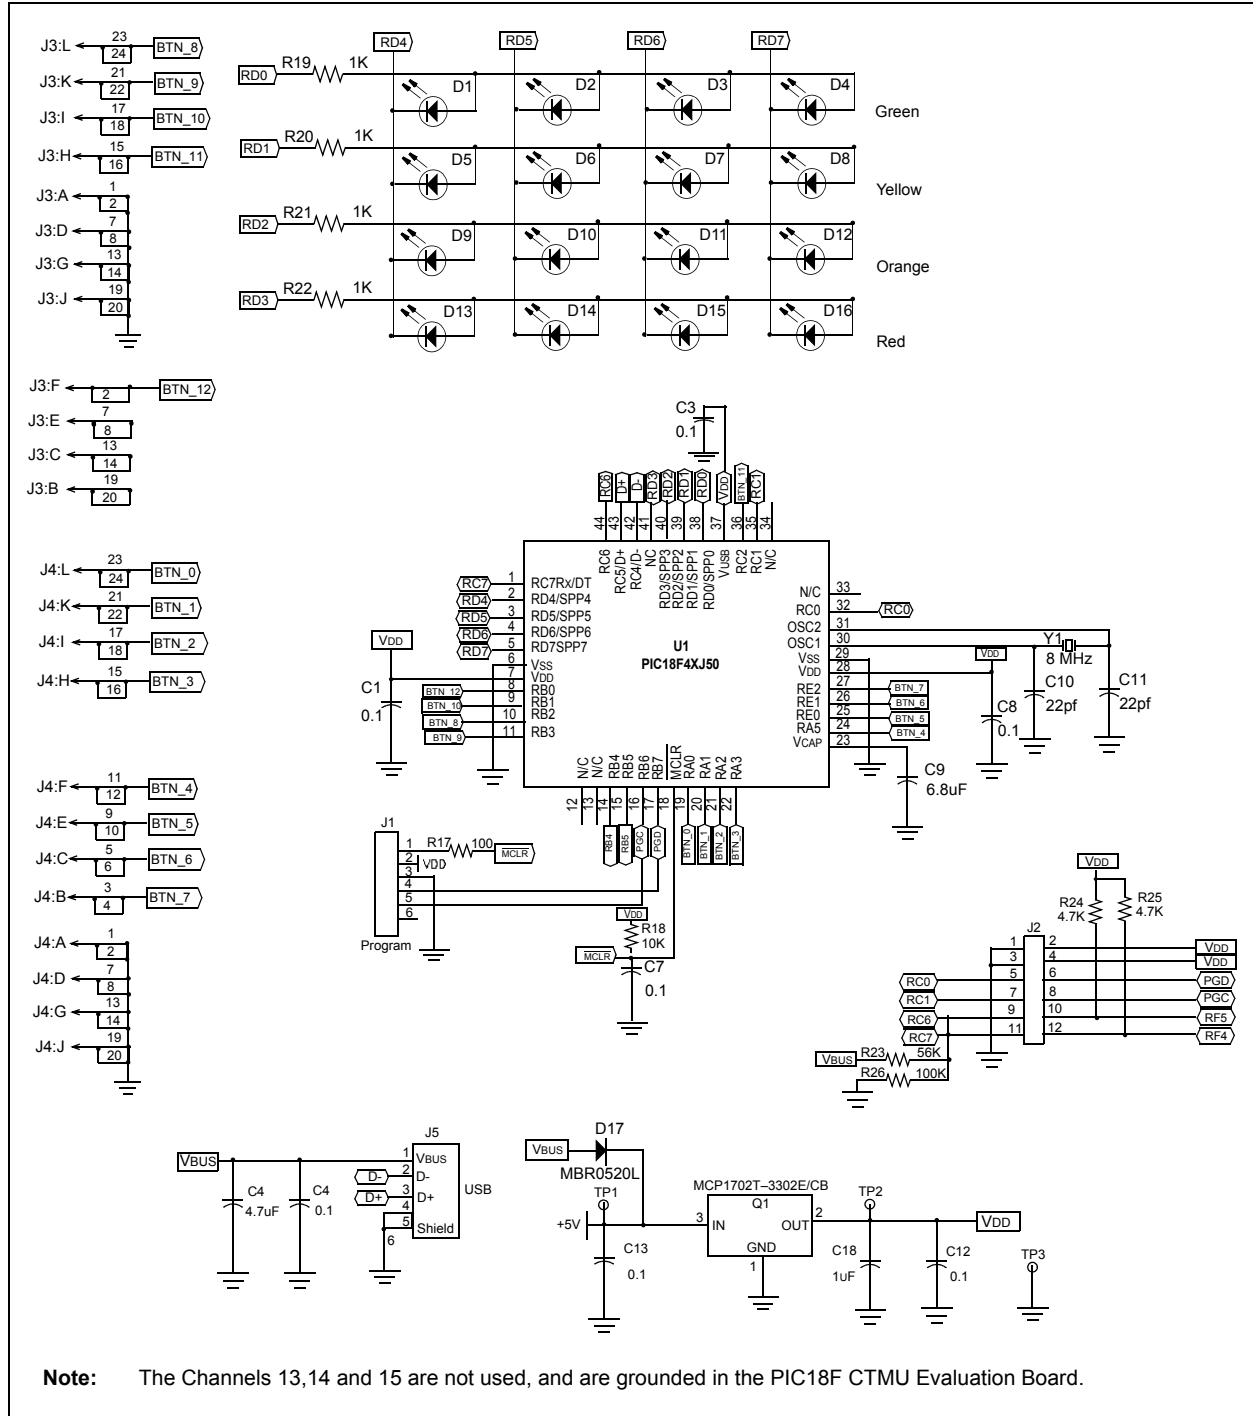 J3:L 23 24 BTN_8
J3:K 21 22 BTN_9
J3:I 17 18 BTN_10
J3:H 15 16 BTN_11
J3:A 1 2
J3:D 7 8
J3:G 13 14
J3:J 19 20
RD4 RD5 RD6 RD7
RD0 R19 1K D1 D2 D3 D4 Green
RD1 R20 1K D5 D6 D7 D8 Yellow
RD2 R21 1K D9 D10 D11 D12 Orange
RD3 R22 1K D13 D14 D15 D16 Red
J3:F 2 BTN_12
J3:E 7 8
J3:C 13 14
J3:B 19 20
C3
0.1
RC6 D+ D- RD3 RD2 RD1 RD0 VDD BTN_11 RC1
44 43 42 41 40 39 38 37 36 35 34
RC6 RC5/D+ RC4/D- NC RD3/SPP3 RD2/SPP2 RD1/SPP1 RD0/SPP0 VUSB RC2 RC1 N/C
J4:L 23 24 BTN_0
J4:K 21 22 BTN_1
J4:I 17 18 BTN_2
J4:H 15 16 BTN_3
RC7 1 RC7Rx/DT
RD4 2 RD4/SPP4
RD5 3 RD5/SPP5
RD6 4 RD6/SPP6
RD7 5 RD7SPP7
6 VSS
VDD 7 VDD
BTN_12 8 RB0
BTN_10 9 RB1
BTN_8 10 RB2
BTN_9 11 RB3
C1
0.1
U1
PIC18F4XJ50
N/C 33
RC0 32 RC0
OSC2 31
OSC1 30
VSS 29
VDD 28 VDD
RE2 27 BTN_7
RE1 26 BTN_6
RE0 25 BTN_5
RA5 24 BTN_4
VCAP 23
Y1
8 MHz
C10
22pf
C11
22pf
C8
0.1
C9
6.8uF
N/C N/C RB4 RB5 RB6 RB7 MCLR RA0 RA1 RA2 RA3
12 13 14 15 16 17 18 19 20 21 22
RB4 RB5 PGC PGD BTN_0 BTN_1 BTN_2 BTN_3
J4:F 11 12 BTN_4
J4:E 9 10 BTN_5
J4:C 5 6 BTN_6
J4:B 3 4 BTN_7
J4:A 1 2
J4:D 7 8
J4:G 13 14
J4:J 19 20
J1
1 R17 100 MCLR
2 VDD
3
4
5
6
Program
VDD
R18
10K
MCLR
C7
0.1
VDD
R24
4.7K
R25
4.7K
J2
1 2 VDD
3 4 VDD
RC0 5 6 PGD
RC1 7 8 PGC
RC6 9 10 RF5
RC7 11 12 RF4
VBUS R23 56K
R26 100K
J5
VBUS 1 VBUS
D- 2 D-
D+ 3 D+
4
5 Shield
6
USB
C4
4.7uF
C4
0.1
D17
VBUS
MBR0520L
TP1
+5V
C13
0.1
MCP1702T–3302E/CB
Q1
3 IN OUT 2
GND
1
TP2
VDD
C18
1uF
C12
0.1
TP3
Note: The Channels 13,14 and 15 are not used, and are grounded in the PIC18F CTMU Evaluation Board.